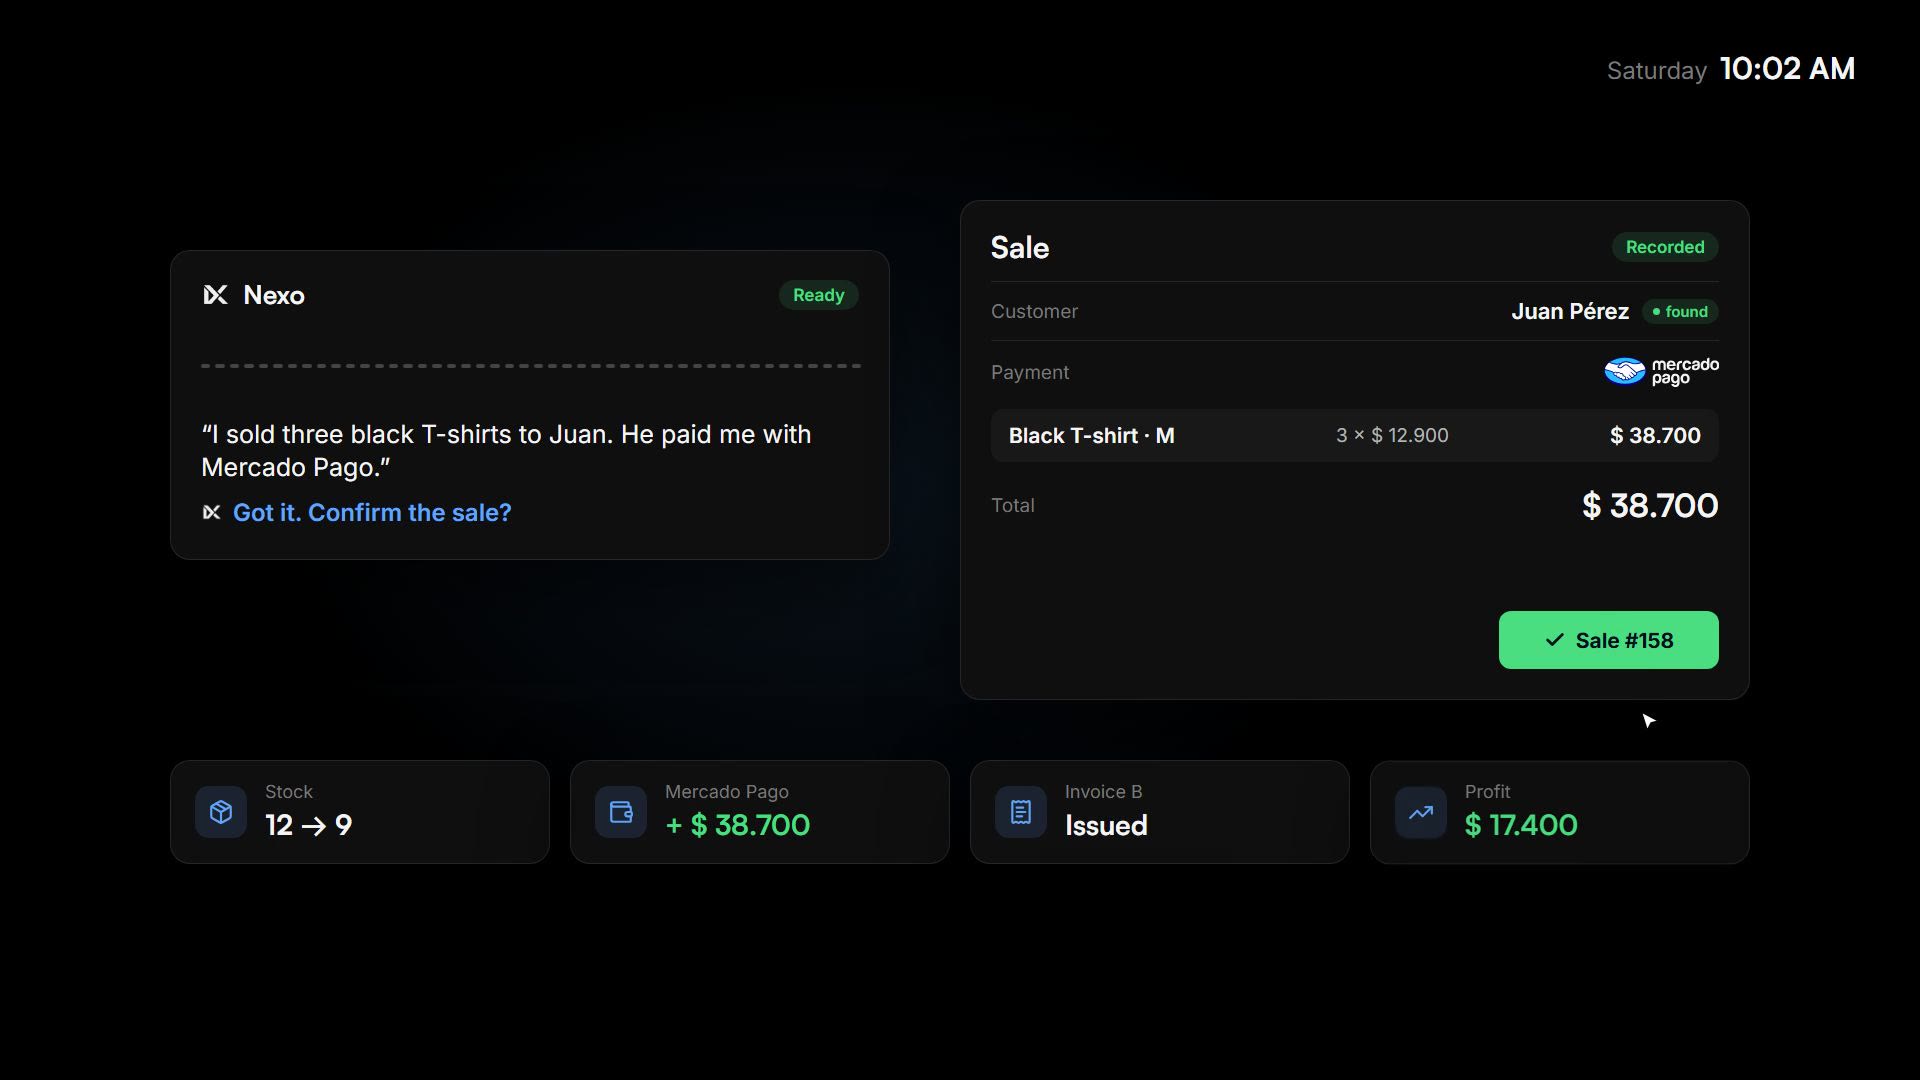 Saturday 10:02 AM
Nexo
Ready
“I sold three black T-shirts to Juan. He paid me with
Mercado Pago.”
Got it. Confirm the sale?
Sale
Recorded
Customer
Juan Pérez
found
Payment
mercado
pago
Black T-shirt · M
3 × $ 12.900
$ 38.700
Total
$ 38.700
Sale #158
Stock
12 → 9
Mercado Pago
+ $ 38.700
Invoice B
Issued
Profit
$ 17.400